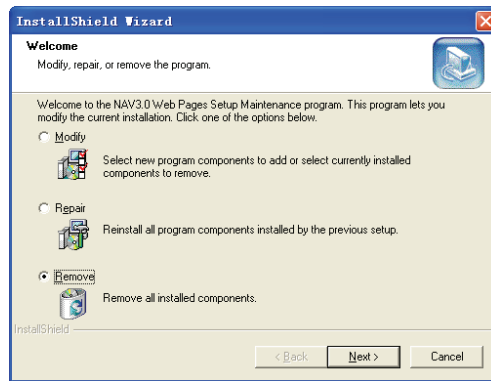 InstallShield Wizard
Welcome
Modify, repair, or remove the program.
Welcome to the NAV3.0 Web Pages Setup Maintenance program. This program lets you
modify the current installation. Click one of the options below.
Modify
Select new program components to add or select currently installed
components to remove.
Repair
Reinstall all program components installed by the previous setup.
Remove
Remove all installed components.
InstallShield
< Back Next > Cancel